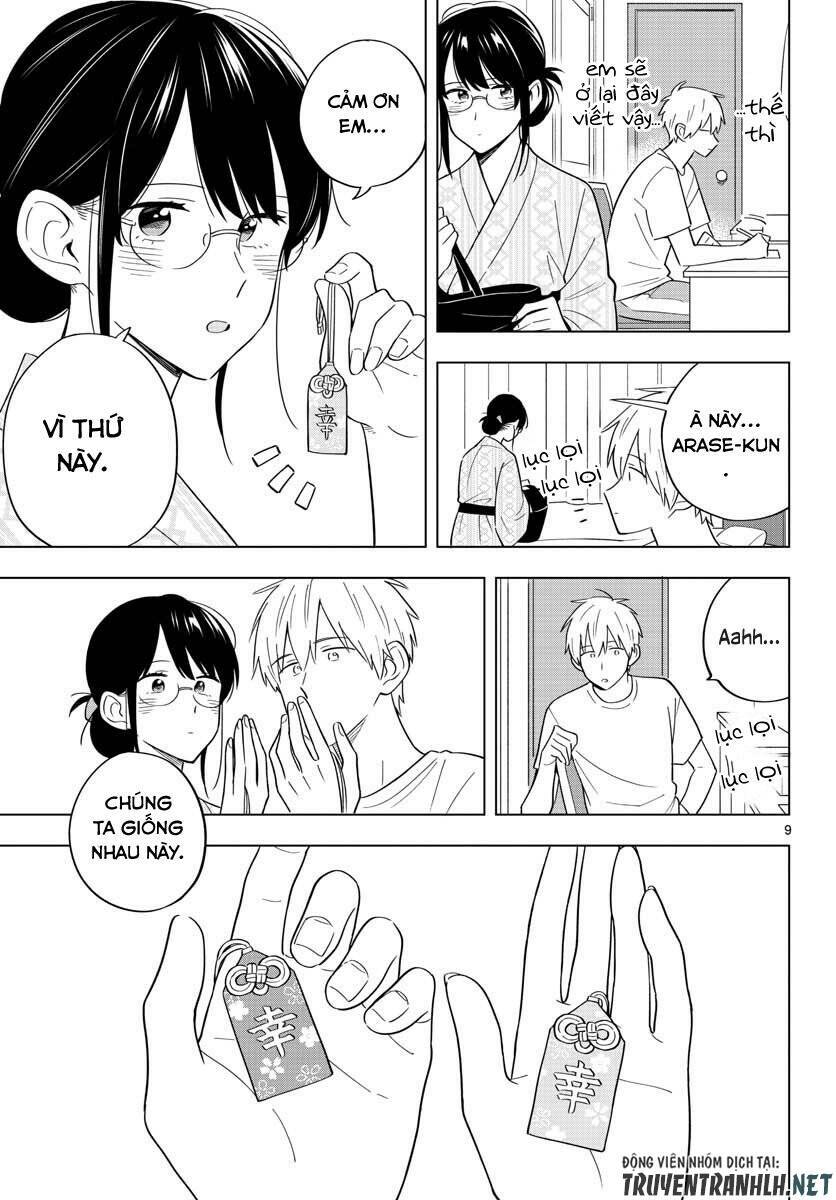 ...thế
thì
em sẽ
ở lại đây
viết vậy...
CẢM ƠN
EM...
幸
VÌ THỨ
NÀY.
À NÀY...
ARASE-KUN
.
lục lọi
lục lọi
Aahh...
lục lọi
lục lọi
9
CHÚNG
TA GIỐNG
NHAU NÀY.
幸
幸
ĐỘNG VIÊN NHÓM DỊCH TẠI:
TRUYENTRANHLH.NET